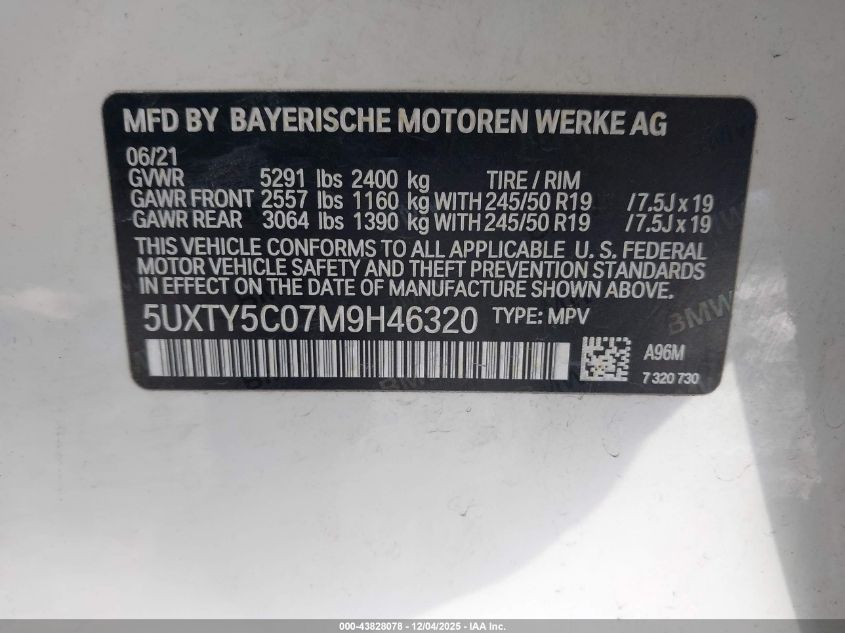 MFD BY BAYERISCHE MOTOREN WERKE AG
06/21
GVWR 5291 lbs 2400 kg TIRE / RIM
GAWR FRONT 2557 lbs 1160 kg WITH 245/50 R19 /7.5J x 19
GAWR REAR 3064 lbs 1390 kg WITH 245/50 R19 /7.5J x 19
THIS VEHICLE CONFORMS TO ALL APPLICABLE U. S. FEDERAL
MOTOR VEHICLE SAFETY AND THEFT PREVENTION STANDARDS
IN EFFECT ON THE DATE OF MANUFACTURE SHOWN ABOVE.
5UXTY5C07M9H46320 TYPE: MPV
BMW
A96M
BMW
7 320 730
000-43828078 - 12/04/2025 - IAA Inc.